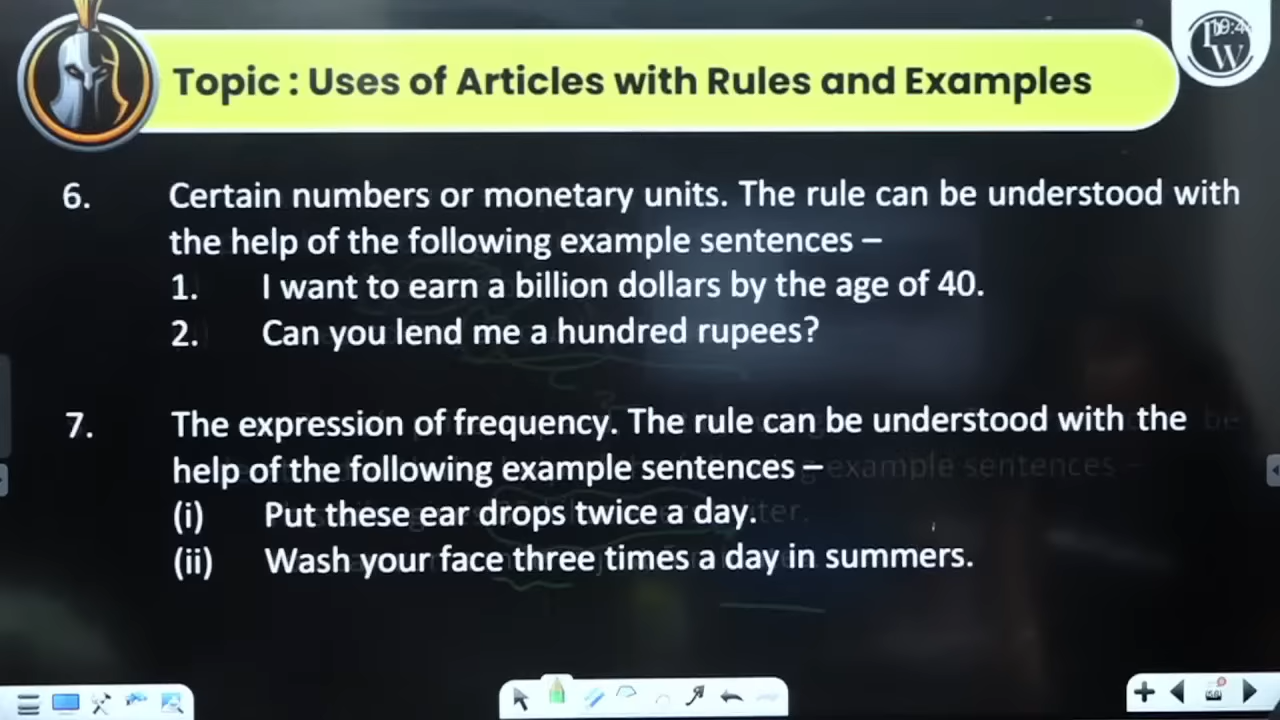 Topic : Uses of Articles with Rules and Examples
6. Certain numbers or monetary units. The rule can be understood with
the help of the following example sentences –
1. I want to earn a billion dollars by the age of 40.
2. Can you lend me a hundred rupees?
7. The expression of frequency. The rule can be understood with the
help of the following example sentences –
(i) Put these ear drops twice a day.
(ii) Wash your face three times a day in summers.